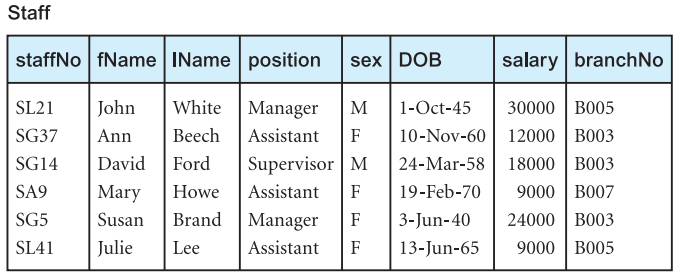 Staff
staffNo fName lName position sex DOB salary branchNo
SL21 John White Manager M 1-Oct-45 30000 B005
SG37 Ann Beech Assistant F 10-Nov-60 12000 B003
SG14 David Ford Supervisor M 24-Mar-58 18000 B003
SA9 Mary Howe Assistant F 19-Feb-70 9000 B007
SG5 Susan Brand Manager F 3-Jun-40 24000 B003
SL41 Julie Lee Assistant F 13-Jun-65 9000 B005